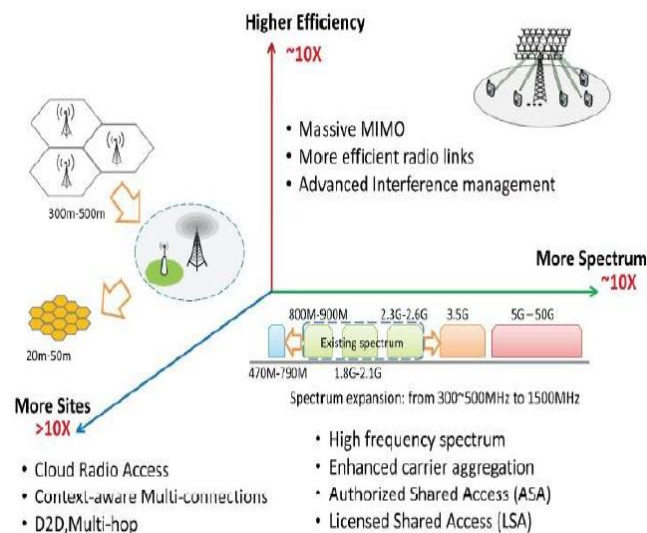 Higher Efficiency
~10X
• Massive MIMO
• More efficient radio links
• Advanced Interference management
300m-500m
20m-50m
More Spectrum
~10X
800M-900M
2.3G-2.6G
3.5G
5G-50G
Existing spectrum
470M-790M
1.8G-2.1G
Spectrum expansion: from 300~500MHz to 1500MHz
More Sites
>10X
• Cloud Radio Access
• Context-aware Multi-connections
• D2D,Multi-hop
• High frequency spectrum
• Enhanced carrier aggregation
• Authorized Shared Access (ASA)
• Licensed Shared Access (LSA)